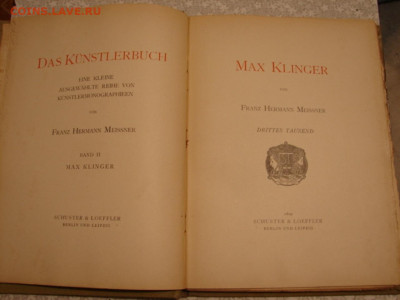 COINS.LAVE.RU
DAS KÜNSTLERBUCH
EINE KLEINE
AUSGEWÄHLTE REIHE VON
KÜNSTLERMONOGRAPHIEN
VON
FRANZ HERMANN MEISSNER
BAND II
MAX KLINGER
SCHUSTER & LOEFFLER
BERLIN UND LEIPZIG
MAX KLINGER
VON
FRANZ HERMANN MEISSNER
DRITTES TAUSEND
SCHUSTER & LOEFFLER
BERLIN UND LEIPZIG